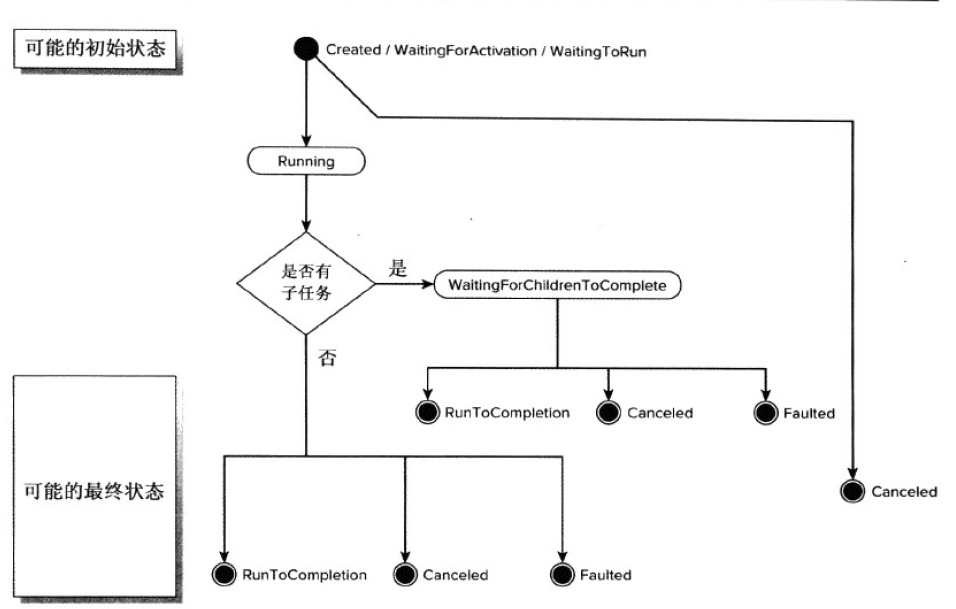 可能的初始状态
Created / WaitingForActivation / WaitingToRun
Running
是否有
子任务
是
WaitingForChildrenToComplete
否
RunToCompletion
Canceled
Faulted
可能的最终状态
Canceled
RunToCompletion
Canceled
Faulted